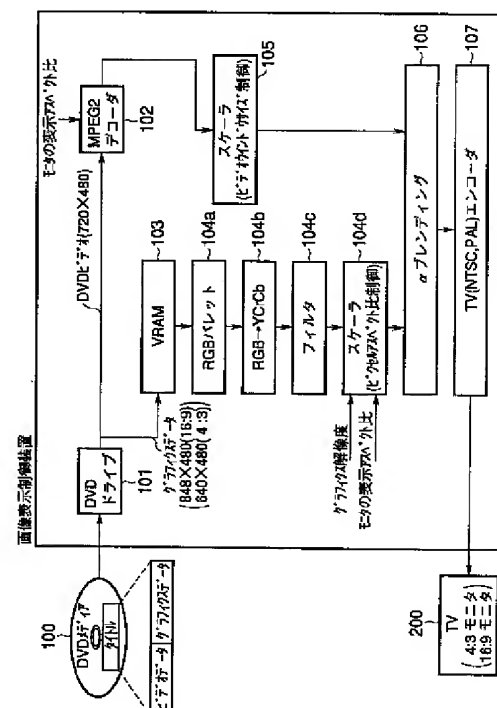 画像表示制御装置
100
DVDメディア
タイトル
ビデオデータ
グラフィクスデータ
DVD
ドライブ
101
DVDビデオ(720×480)
モニタの表示アスペクト比
MPEG2
デコーダ
102
グラフィクスデータ
848×480(16:9)
640×480( 4 :3)
VRAM
103
RGBパレット
104a
RGB→YCrCb
104b
フィルタ
104c
スケーラ
(ピクセルアスペクト比制御)
104d
グラフィクス解像度
モニタの表示アスペクト比
スケーラ
(ビデオウインドウサイズ制御)
105
αブレンディング
106
TV(NTSC,PAL)エンコーダ
107
200
TV
4:3 モニタ
16:9 モニタ